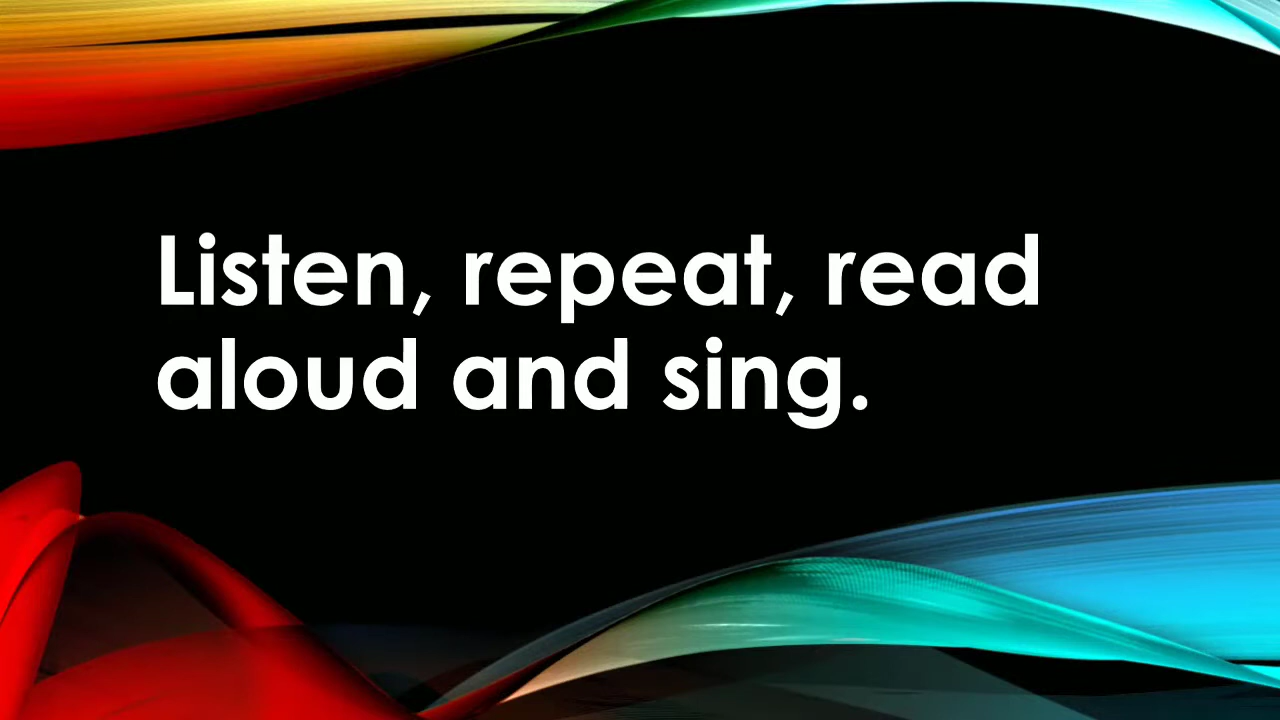 Listen, repeat, read
aloud and sing.